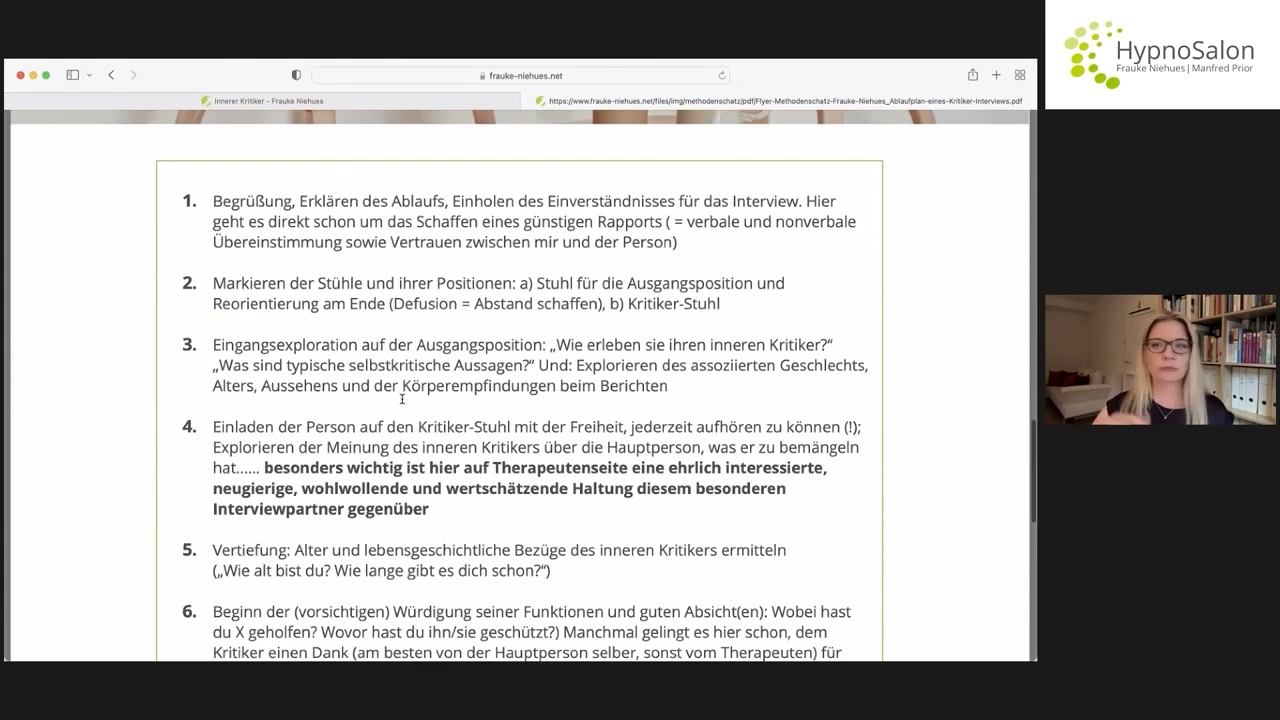 HypnoSalon
Frauke Niehues | Manfred Prior
frauke-niehues.net
Innerer Kritiker - Frauke Niehues
https://www.frauke-niehues.net/files/img/methodenschatz/pdf/Flyer-Methodenschatz-Frauke-Niehues_Ablaufplan-eines-Kritiker-Interviews.pdf
1. Begrüßung, Erklären des Ablaufs, Einholen des Einverständnisses für das Interview. Hier
geht es direkt schon um das Schaffen eines günstigen Rapports ( = verbale und nonverbale
Übereinstimmung sowie Vertrauen zwischen mir und der Person)
2. Markieren der Stühle und ihrer Positionen: a) Stuhl für die Ausgangsposition und
Reorientierung am Ende (Defusion = Abstand schaffen), b) Kritiker-Stuhl
3. Eingangsexploration auf der Ausgangsposition: „Wie erleben sie ihren inneren Kritiker?“
„Was sind typische selbstkritische Aussagen?“ Und: Explorieren des assoziierten Geschlechts,
Alters, Aussehens und der Körperempfindungen beim Berichten
4. Einladen der Person auf den Kritiker-Stuhl mit der Freiheit, jederzeit aufhören zu können (!);
Explorieren der Meinung des inneren Kritikers über die Hauptperson, was er zu bemängeln
hat...... besonders wichtig ist hier auf Therapeutenseite eine ehrlich interessierte,
neugierige, wohlwollende und wertschätzende Haltung diesem besonderen
Interviewpartner gegenüber
5. Vertiefung: Alter und lebensgeschichtliche Bezüge des inneren Kritikers ermitteln
(„Wie alt bist du? Wie lange gibt es dich schon?“)
6. Beginn der (vorsichtigen) Würdigung seiner Funktionen und guten Absicht(en): Wobei hast
du X geholfen? Wovor hast du ihn/sie geschützt?) Manchmal gelingt es hier schon, dem
Kritiker einen Dank (am besten von der Hauptperson selber, sonst vom Therapeuten) für